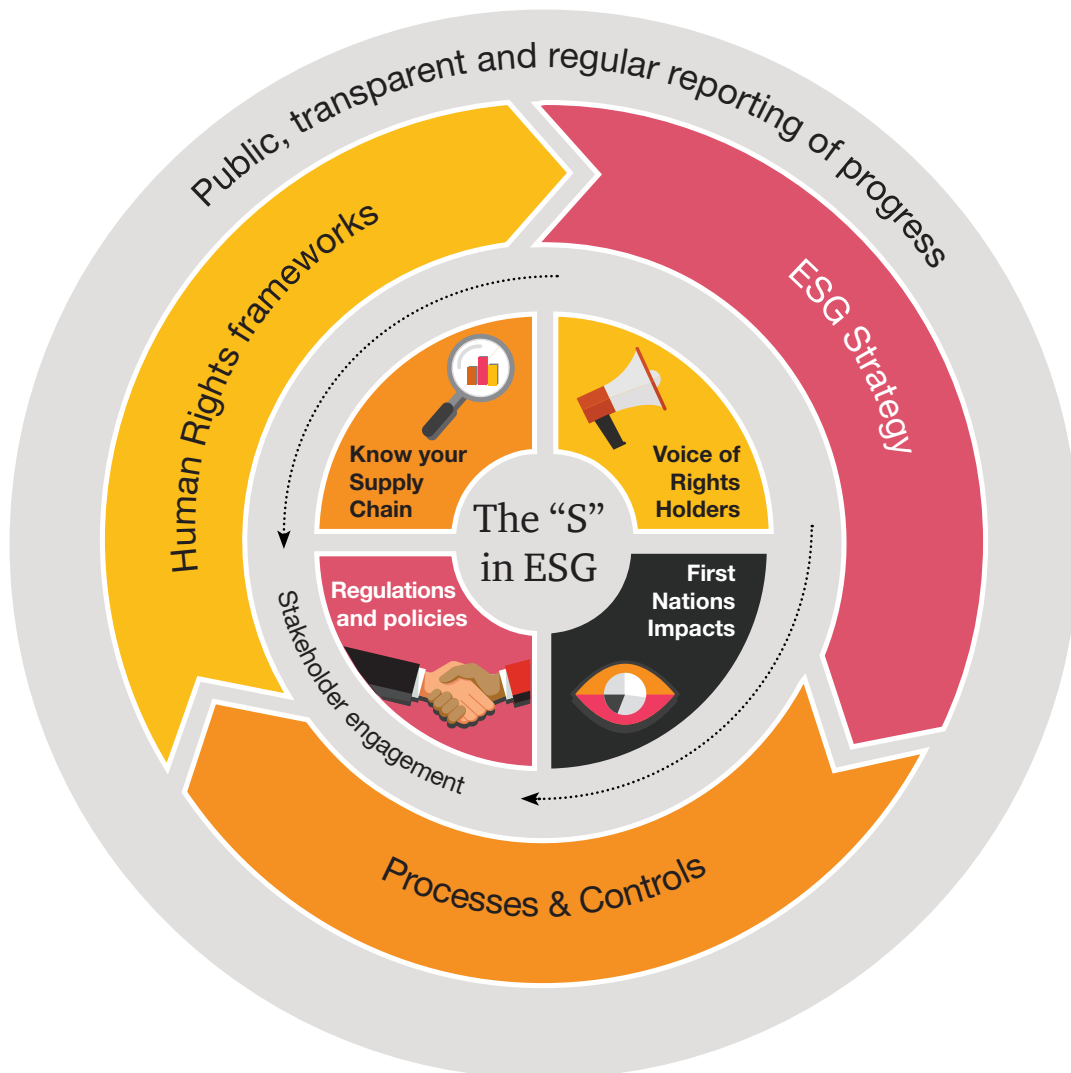 Public, transparent and regular reporting of progress
Human Rights frameworks
ESG Strategy
Know your
Supply
Chain
Voice of
Rights
Holders
The “S”
in ESG
Regulations
and policies
First
Nations
Impacts
Stakeholder engagement
Processes & Controls